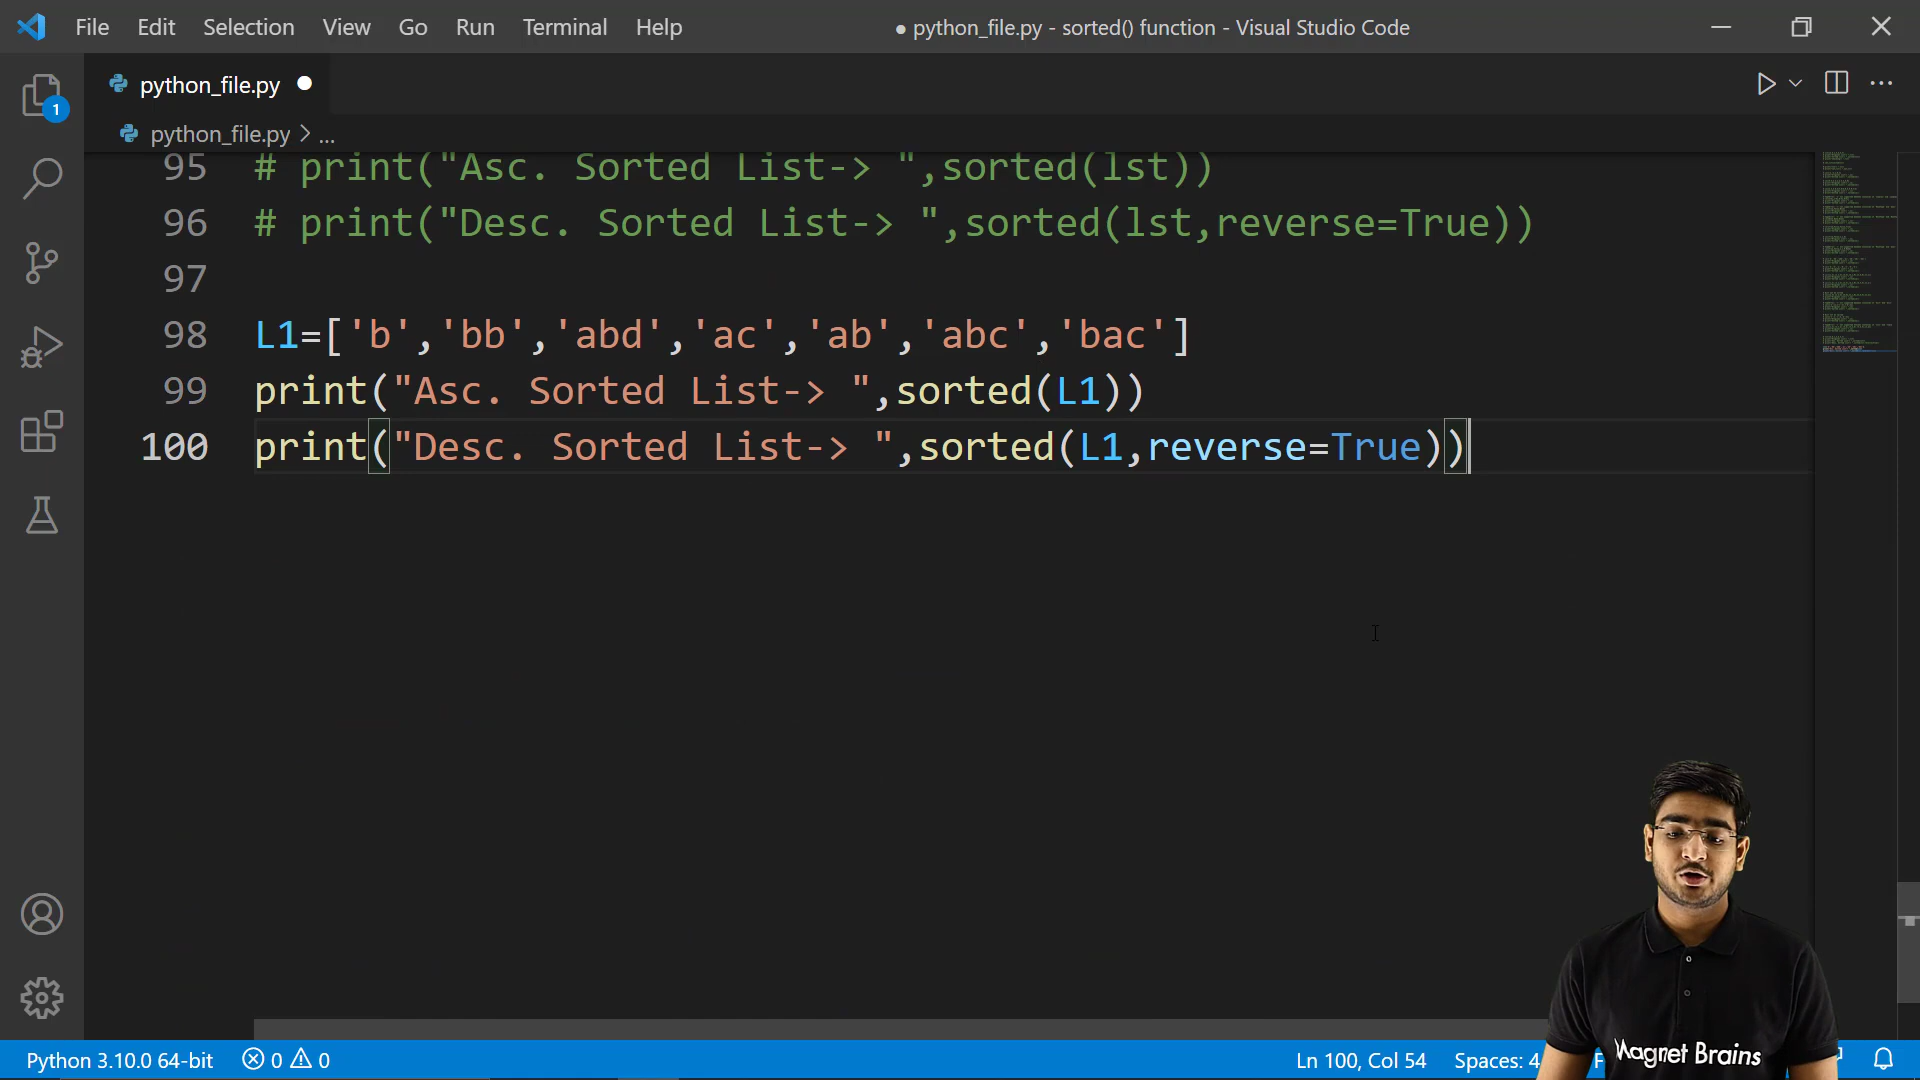 File Edit Selection View Go Run Terminal Help
● python_file.py - sorted() function - Visual Studio Code
python_file.py
1
python_file.py > ...
95 # print("Asc. Sorted List-> ",sorted(lst))
96 # print("Desc. Sorted List-> ",sorted(lst,reverse=True))
97
98 L1=['b','bb','abd','ac','ab','abc','bac']
99 print("Asc. Sorted List-> ",sorted(L1))
100 print("Desc. Sorted List-> ",sorted(L1,reverse=True))
Magnet Brains
Python 3.10.0 64-bit 0 0 Ln 100, Col 54 Spaces: 4